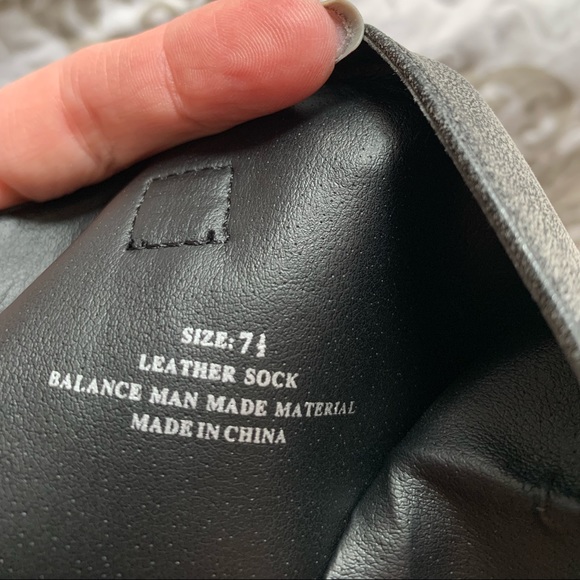 SIZE: 7½
LEATHER SOCK
BALANCE MAN MADE MATERIAL
MADE IN CHINA